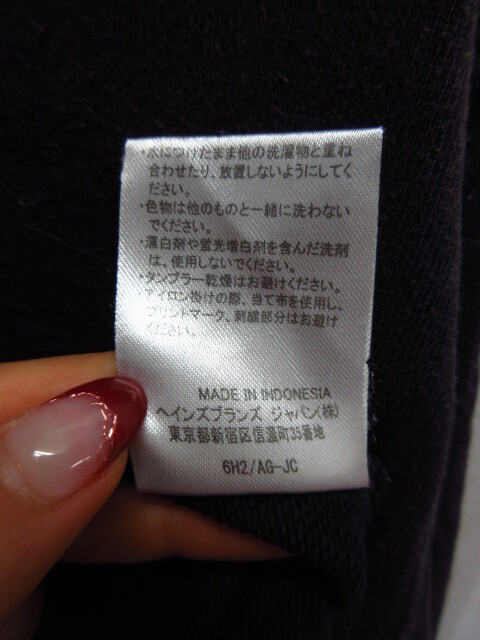 ・水につけたまま他の洗濯物と重ね
合わせたり、放置しないようにしてく
ださい。
・色物は他のものと一緒に洗わない
でください。
・漂白剤や蛍光増白剤を含んだ洗剤
は、使用しないでください。
・タンブラー乾燥はお避けください。
・アイロン掛けの際、当て布を使用し、
プリントマーク、刺繍部分はお避け
ください。
MADE IN INDONESIA
ヘインズブランズ ジャパン(株)
東京都新宿区信濃町35番地
6H2/AG-JC